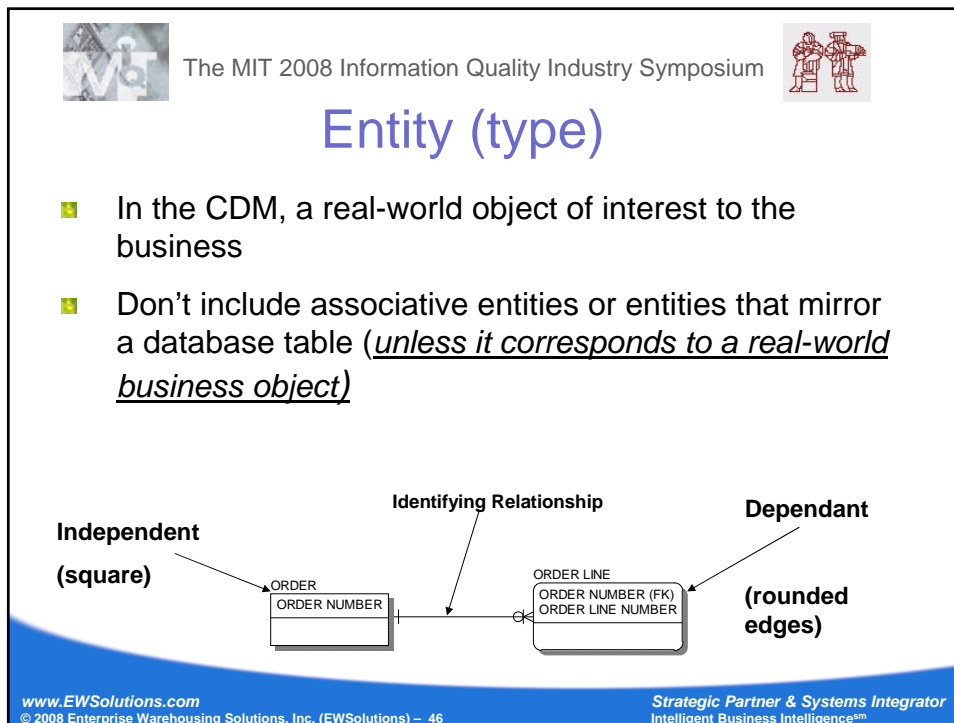 The MIT 2008 Information Quality Industry Symposium
Entity (type)
In the CDM, a real-world object of interest to the
business
Don't include associative entities or entities that mirror
a database table (unless it corresponds to a real-world
business object)
Identifying Relationship
Independent
(square)
Dependant
(rounded
edges)
ORDER
ORDER NUMBER
ORDER LINE
ORDER NUMBER (FK)
ORDER LINE NUMBER
www.EWSolutions.com
© 2008 Enterprise Warehousing Solutions, Inc. (EWSolutions) – 46
Strategic Partner & Systems Integrator
Intelligent Business Intelligence℠